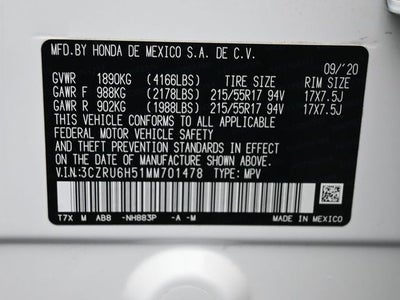 MFD.BY HONDA DE MEXICO S.A. DE C.V.
09/'20
GVWR 1890KG (4166LBS) TIRE SIZE RIM SIZE
GAWR F 988KG (2178LBS) 215/55R17 94V 17X7.5J
GAWR R 902KG (1988LBS) 215/55R17 94V 17X7.5J
THIS VEHICLE CONFORMS TO ALL APPLICABLE
FEDERAL MOTOR VEHICLE SAFETY AND THEFT
PREVENTION STANDARDS IN EFFECT ON THE DATE
OF MANUFACTURE SHOWN ABOVE.
V.I.N.:3CZRU6H51MM701478 TYPE: MPV
T7X M AB8 -NH883P -A -M
MADE IN MEXICO